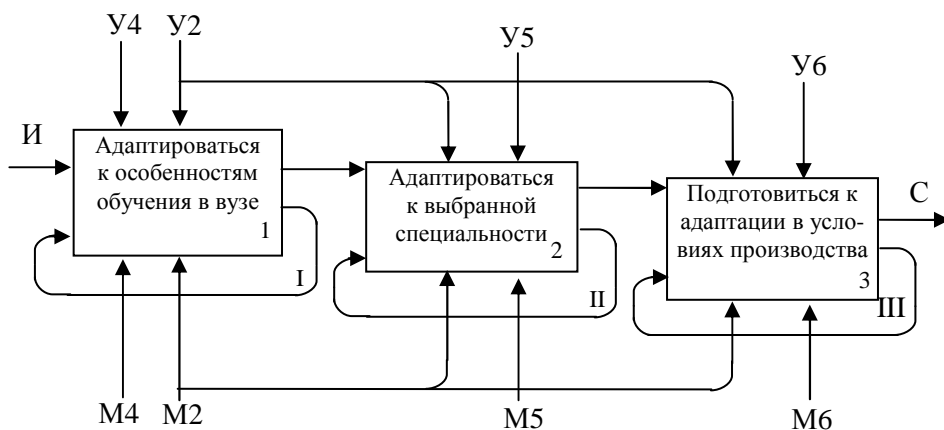 У4
У2
У5
У6
И
Адаптироваться
к особенностям
обучения в вузе
1
I
Адаптироваться
к выбранной
специальности
2
II
Подготовиться к
адаптации в усло-
виях производства
3
III
С
М4
М2
М5
М6